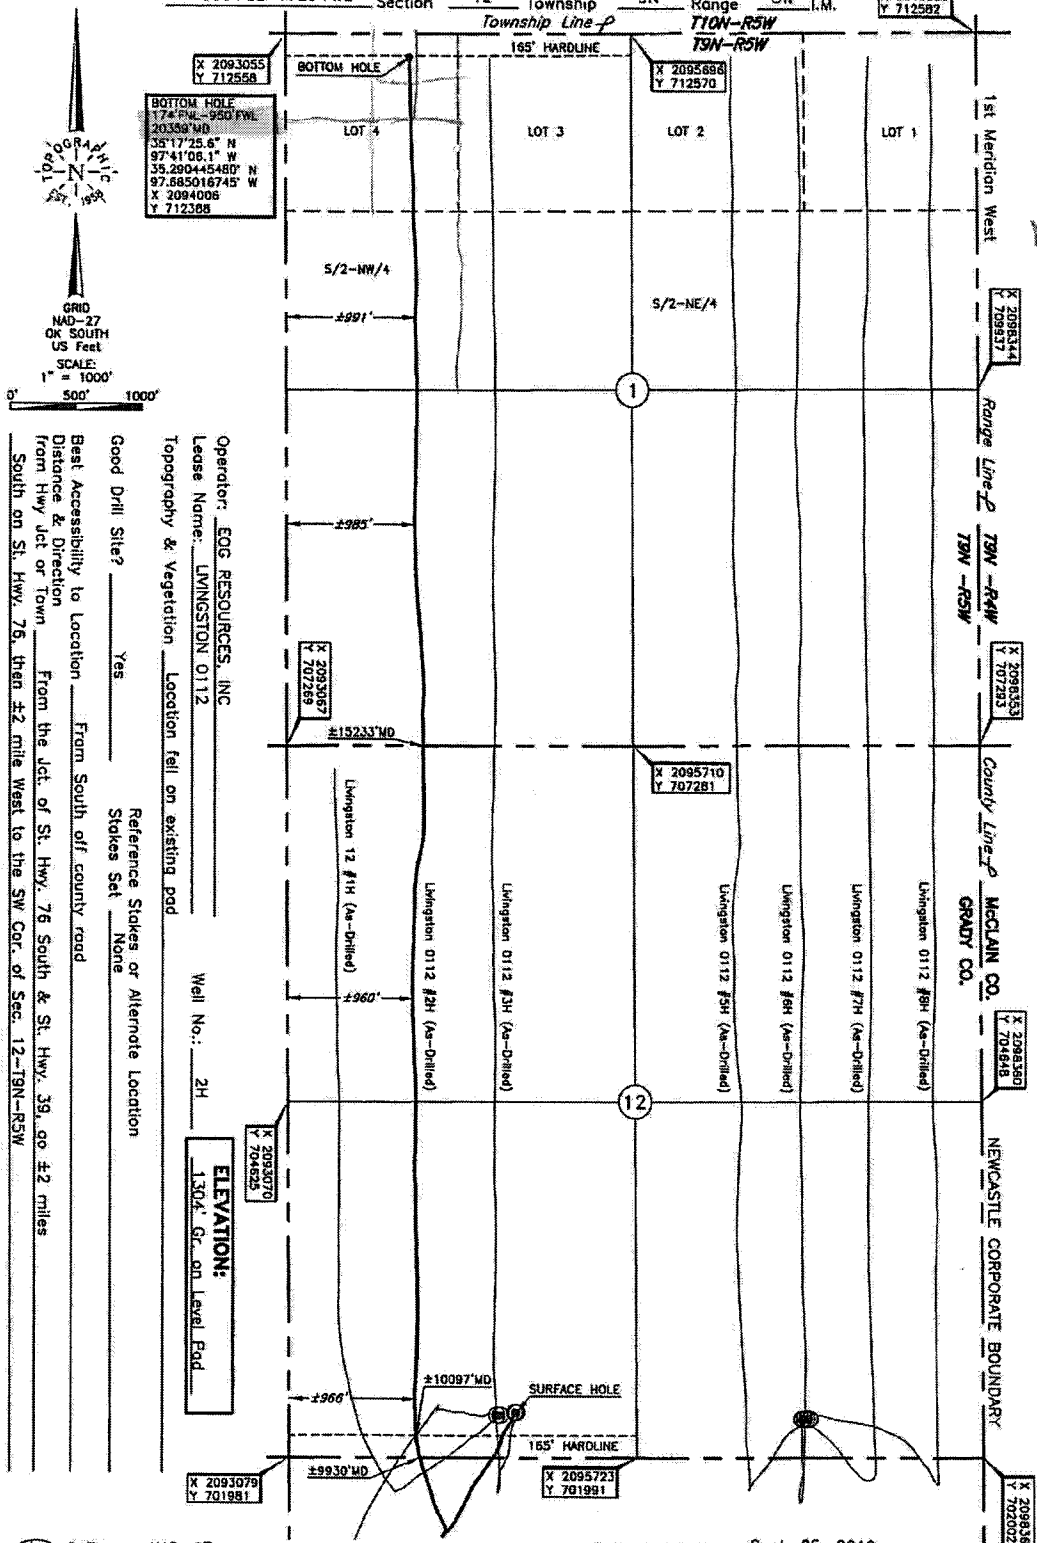 Section 12 Township 9N Range 5W I.M.
Y 712582
Township Line
T10N-R5W
T9N-R5W
165' HARDLINE
X 2093055
Y 712558
BOTTOM HOLE
X 2095696
Y 712570
BOTTOM HOLE
174'FNL-950'FWL
20359'MD
35°17'25.6" N
97°41'06.1" W
35.290445480° N
97.685016745° W
X 2094006
Y 712388
LOT 4
LOT 3
LOT 2
LOT 1
1st Meridian West
TOPOGRAPHIC
N
EST. 1958
S/2-NW/4
S/2-NE/4
±991'
GRID
NAD-27
OK SOUTH
US Feet
SCALE:
1" = 1000'
0' 500' 1000'
X 2098344
Y 709937
1
Range Line
T9N -R4W
T9N -R5W
±985'
X 2093067
Y 707269
X 2098353
Y 707293
±15233'MD
X 2095710
Y 707281
County Line
McCLAIN CO.
GRADY CO.
Livingston 12 #1H (As-Drilled)
Livingston 0112 #2H (As-Drilled)
Livingston 0112 #3H (As-Drilled)
Livingston 0112 #5H (As-Drilled)
Livingston 0112 #6H (As-Drilled)
Livingston 0112 #7H (As-Drilled)
Livingston 0112 #8H (As-Drilled)
±960'
X 2098360
Y 704648
12
X 2093070
Y 704625
NEWCASTLE CORPORATE BOUNDARY
±966'
±10097'MD
SURFACE HOLE
165' HARDLINE
±9930'MD
X 2093079
Y 701981
X 2095723
Y 701991
Y 702002
Operator: EOG RESOURCES, INC
Lease Name: LIVINGSTON 0112
Well No.: 2H
ELEVATION:
1304' Gr. on Level Pad
Topography & Vegetation Location fell on existing pad
Reference Stakes or Alternate Location
Good Drill Site? Yes
Stakes Set None
Best Accessibility to Location From South off county road
Distance & Direction
from Hwy Jct or Town From the Jct. of St. Hwy. 76 South & St. Hwy. 39, go ±2 miles
South on St. Hwy. 76, then ±2 mile West to the SW Cor. of Sec. 12-T9N-R5W